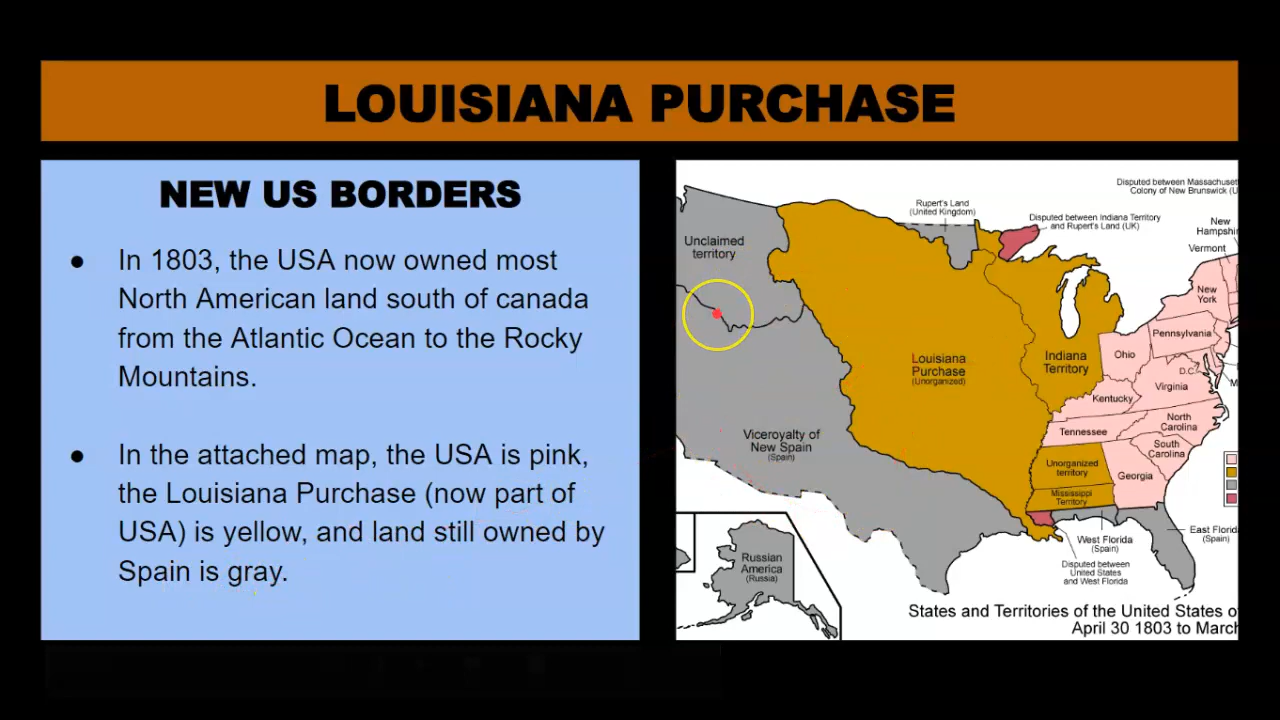 LOUISIANA PURCHASE
NEW US BORDERS
● In 1803, the USA now owned most
North American land south of canada
from the Atlantic Ocean to the Rocky
Mountains.
● In the attached map, the USA is pink,
the Louisiana Purchase (now part of
USA) is yellow, and land still owned by
Spain is gray.
Disputed between Massachuset
Colony of New Brunswick (U
Rupert's Land
(United Kingdom)
Disputed between Indiana Territory
and Rupert's Land (UK)
New
Hampshir
Vermont
Unclaimed
territory
New
York
Pennsylvania
Ohio
Louisiana
Purchase
(Unorganized)
Indiana
Territory
D.C.
M
Virginia
Kentucky
North
Carolina
Tennessee
South
Carolina
Viceroyalty of
New Spain
(Spain)
Unorganized
territory
Georgia
Mississippi
Territory
West Florida
(Spain)
East Florid
(Spain)
Disputed between
United States
and West Florida
Russian
America
(Russia)
States and Territories of the United States o
April 30 1803 to March